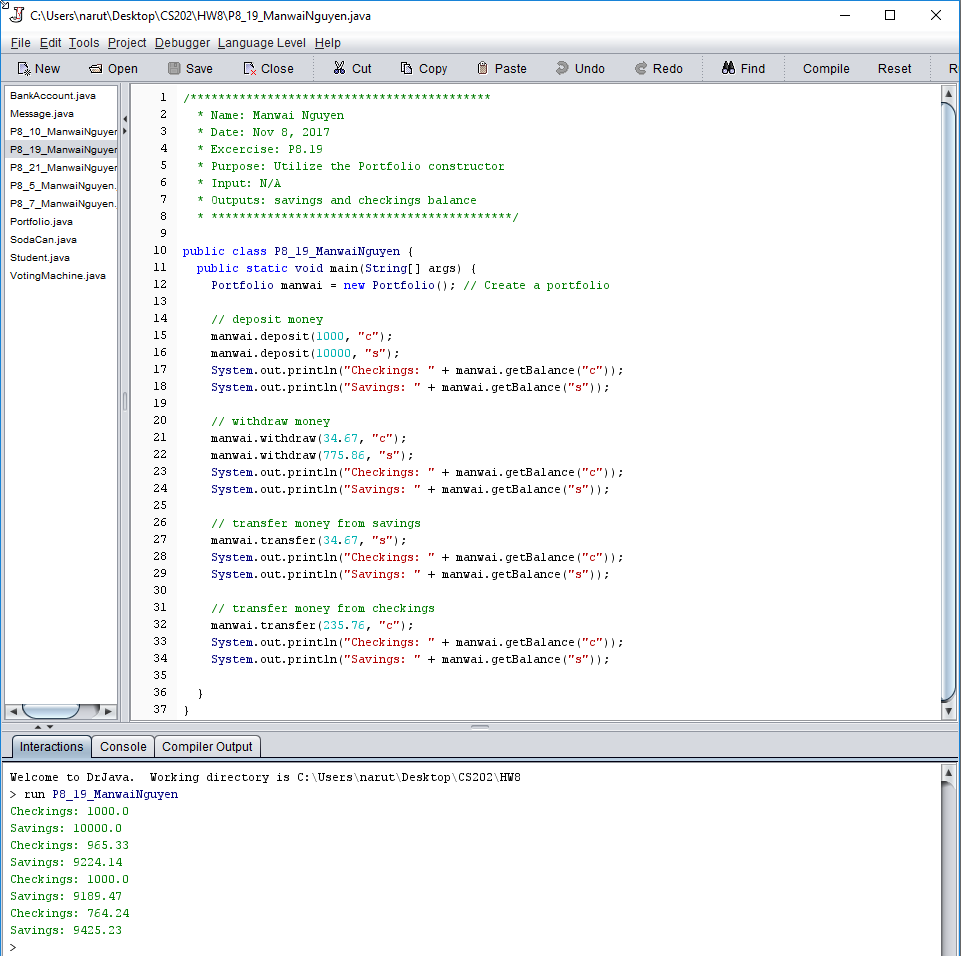 C:\Users\narut\Desktop\CS202\HW8\P8_19_ManwaiNguyen.java
File Edit Tools Project Debugger Language Level Help
New Open Save Close Cut Copy Paste Undo Redo Find Compile Reset R
BankAccount.java
Message.java
P8_10_ManwaiNguyen
P8_19_ManwaiNguyen
P8_21_ManwaiNguyen
P8_5_ManwaiNguyen.
P8_7_ManwaiNguyen.
Portfolio.java
SodaCan.java
Student.java
VotingMachine.java
1 /*******************************************
2 * Name: Manwai Nguyen
3 * Date: Nov 8, 2017
4 * Excercise: P8.19
5 * Purpose: Utilize the Portfolio constructor
6 * Input: N/A
7 * Outputs: savings and checkings balance
8 * *******************************************/
9
10 public class P8_19_ManwaiNguyen {
11 public static void main(String[] args) {
12 Portfolio manwai = new Portfolio(); // Create a portfolio
13
14 // deposit money
15 manwai.deposit(1000, "c");
16 manwai.deposit(10000, "s");
17 System.out.println("Checkings: " + manwai.getBalance("c"));
18 System.out.println("Savings: " + manwai.getBalance("s"));
19
20 // withdraw money
21 manwai.withdraw(34.67, "c");
22 manwai.withdraw(775.86, "s");
23 System.out.println("Checkings: " + manwai.getBalance("c"));
24 System.out.println("Savings: " + manwai.getBalance("s"));
25
26 // transfer money from savings
27 manwai.transfer(34.67, "s");
28 System.out.println("Checkings: " + manwai.getBalance("c"));
29 System.out.println("Savings: " + manwai.getBalance("s"));
30
31 // transfer money from checkings
32 manwai.transfer(235.76, "c");
33 System.out.println("Checkings: " + manwai.getBalance("c"));
34 System.out.println("Savings: " + manwai.getBalance("s"));
35
36 }
37 }
Interactions Console Compiler Output
Welcome to DrJava. Working directory is C:\Users\narut\Desktop\CS202\HW8
> run P8_19_ManwaiNguyen
Checkings: 1000.0
Savings: 10000.0
Checkings: 965.33
Savings: 9224.14
Checkings: 1000.0
Savings: 9189.47
Checkings: 764.24
Savings: 9425.23
>